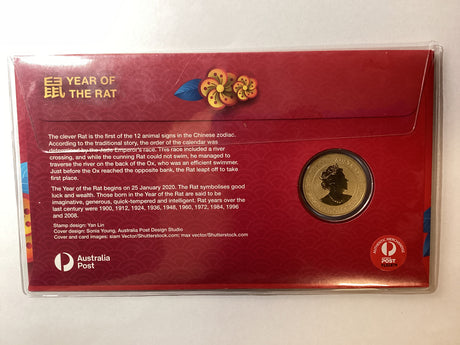 鼠 YEAR OF
THE RAT
The clever Rat is the first of the 12 animal signs in the Chinese zodiac.
According to the traditional story, the order of the calendar was
determined by the Jade Emperor's race. This race included a river
crossing, and while the cunning Rat could not swim, he managed to
traverse the river on the back of the Ox, who was an efficient swimmer.
Just before the Ox reached the opposite bank, the Rat leapt off to take
first place.
The Year of the Rat begins on 25 January 2020. The Rat symbolises good
luck and wealth. Those born in the Year of the Rat are said to be
imaginative, generous, quick-tempered and intelligent. Rat years over the
last century were 1900, 1912, 1924, 1936, 1948, 1960, 1972, 1984, 1996
and 2008.
Stamp design: Yan Lin
Cover design: Sonia Young, Australia Post Design Studio
Cover and card images: siam Vector/Shutterstock.com; max vector/Shutterstock.com
Australia
Post
POST